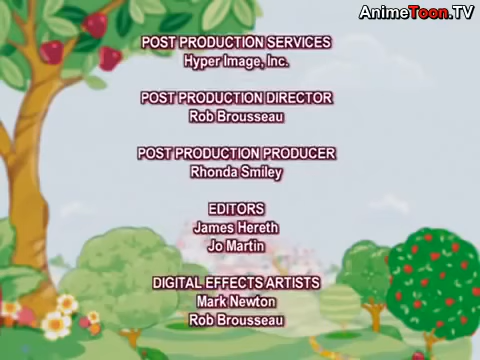 AnimeToon.TV
POST PRODUCTION SERVICES
Hyper Image, Inc.
POST PRODUCTION DIRECTOR
Rob Brousseau
POST PRODUCTION PRODUCER
Rhonda Smiley
EDITORS
James Hereth
Jo Martin
DIGITAL EFFECTS ARTISTS
Mark Newton
Rob Brousseau